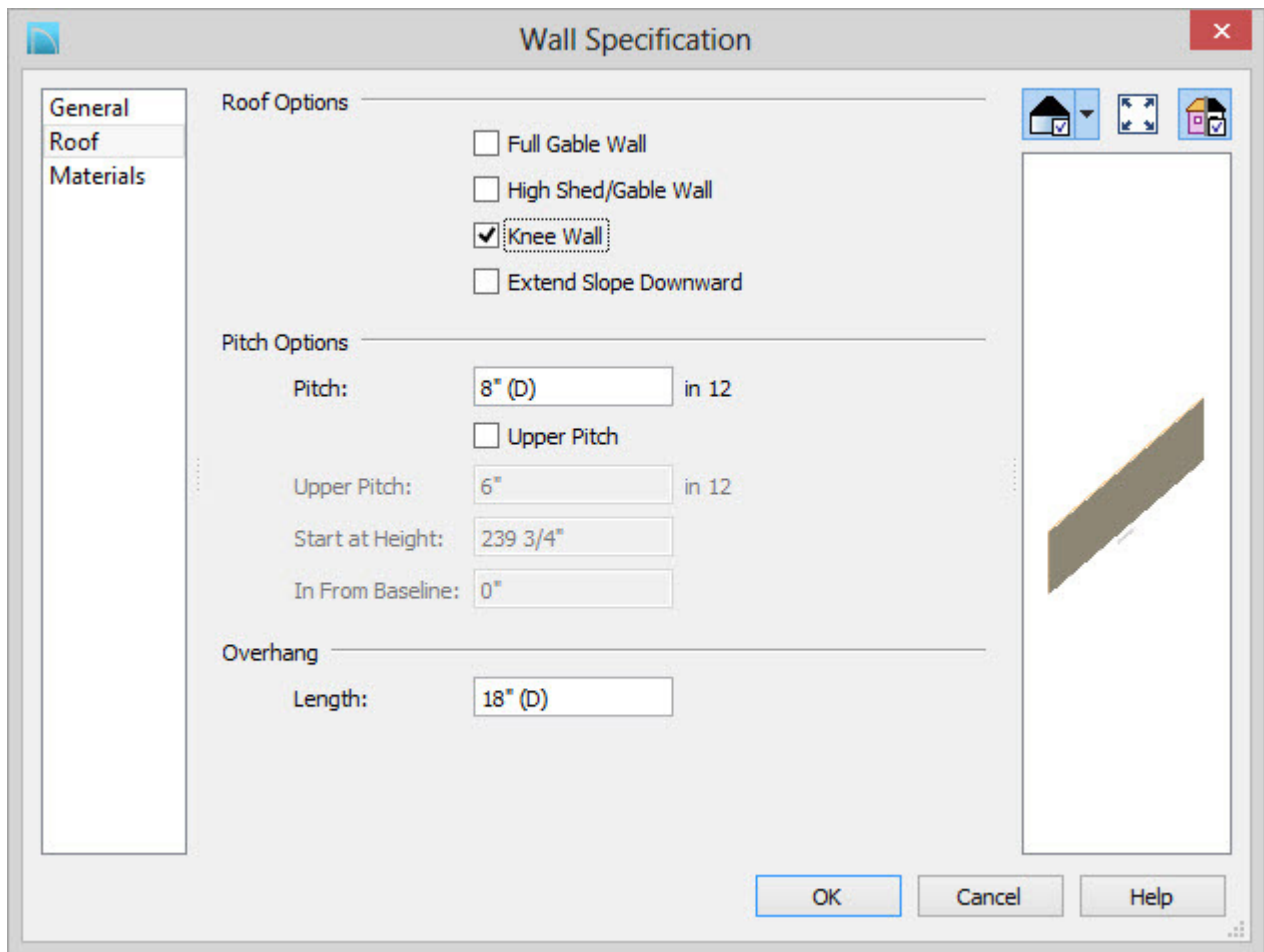 Wall Specification
General
Roof
Materials
Roof Options
Full Gable Wall
High Shed/Gable Wall
Knee Wall
Extend Slope Downward
Pitch Options
Pitch: 8" (D) in 12
Upper Pitch
Upper Pitch: 6" in 12
Start at Height: 239 3/4"
In From Baseline: 0"
Overhang
Length: 18" (D)
OK Cancel Help